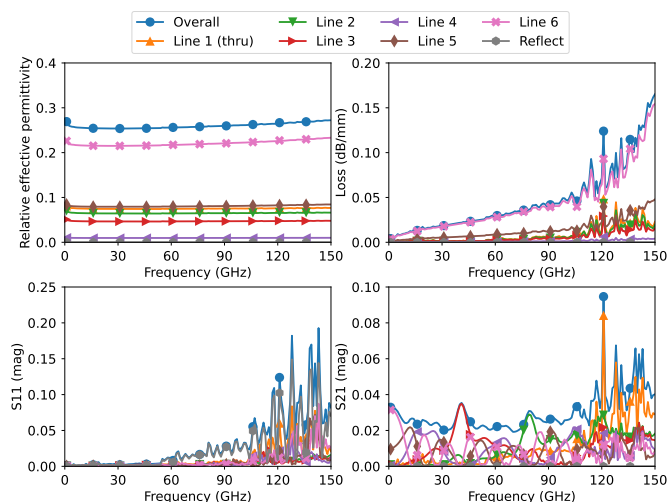 Overall
Line 1 (thru)
Line 2
Line 3
Line 4
Line 5
Line 6
Reflect
Relative effective permittivity
0.4
0.3
0.2
0.1
0.0
0 30 60 90 120 150
Frequency (GHz)
Loss (dB/mm)
0.20
0.15
0.10
0.05
0.00
0 30 60 90 120 150
Frequency (GHz)
S11 (mag)
0.25
0.20
0.15
0.10
0.05
0.00
0 30 60 90 120 150
Frequency (GHz)
S21 (mag)
0.10
0.08
0.06
0.04
0.02
0.00
0 30 60 90 120 150
Frequency (GHz)